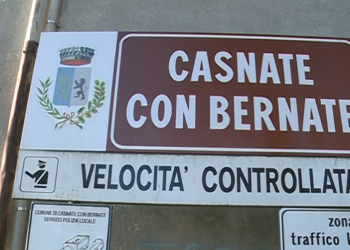 CASNATE
CON BERNATE
VELOCITA' CONTROLLATA
COMUNE DI CASNATE CON BERNATE
SERVIZIO POLIZIA LOCALE
zona
traffico l